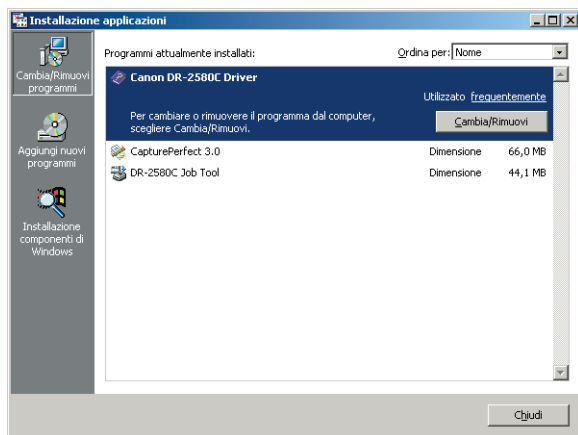 Installazione applicazioni
Cambia/Rimuovi
programmi
Aggiungi nuovi
programmi
Installazione
componenti di
Windows
Programmi attualmente installati:
Ordina per: Nome
Canon DR-2580C Driver
Utilizzato frequentemente
Per cambiare o rimuovere il programma dal computer,
scegliere Cambia/Rimuovi.
Cambia/Rimuovi
CapturePerfect 3.0 Dimensione 66,0 MB
DR-2580C Job Tool Dimensione 44,1 MB
Chiudi